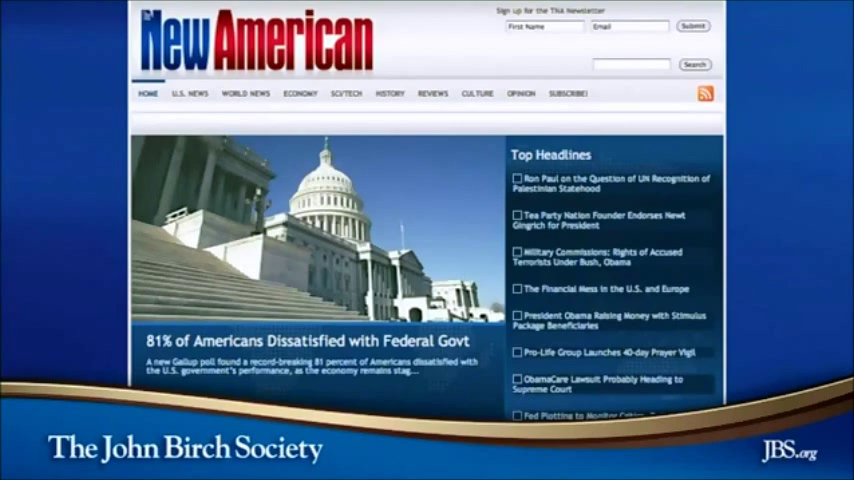 Sign up for the TNA Newsletter
The New American
First Name
Email
Submit
Search
HOME
U.S. NEWS
WORLD NEWS
ECONOMY
SCI/TECH
HISTORY
REVIEWS
CULTURE
OPINION
SUBSCRIBE!
Top Headlines
Ron Paul on the Question of UN Recognition of
Palestinian Statehood
Tea Party Nation Founder Endorses Newt
Gingrich for President
Military Commissions: Rights of Accused
Terrorists Under Bush, Obama
The Financial Mess in the U.S. and Europe
President Obama Raising Money with Stimulus
Package Beneficiaries
Pro-Life Group Launches 40-day Prayer Vigil
ObamaCare Lawsuit Probably Heading to
Supreme Court
Fed Plotting to Monitor
81% of Americans Dissatisfied with Federal Govt
A new Gallup poll found a record-breaking 81 percent of Americans dissatisfied with
the U.S. government's performance, as the economy remains stag...
The John Birch Society
JBS.org